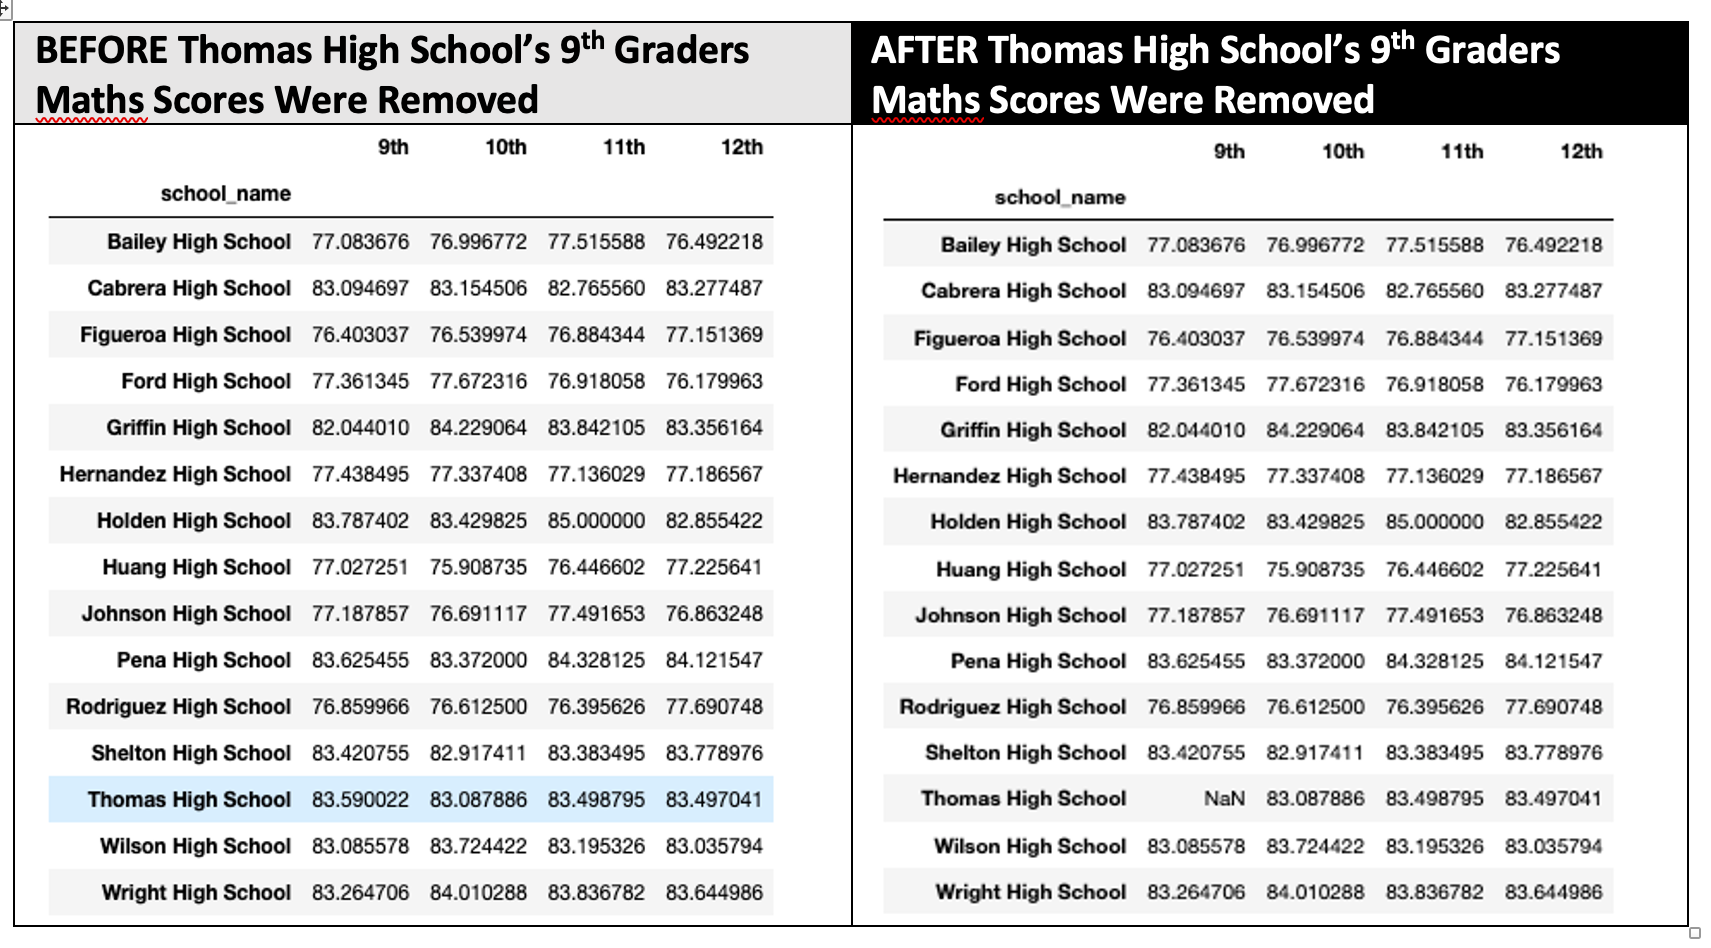 BEFORE Thomas High School’s 9th Graders
Maths Scores Were Removed
9th 10th 11th 12th
school_name
Bailey High School 77.083676 76.996772 77.515588 76.492218
Cabrera High School 83.094697 83.154506 82.765560 83.277487
Figueroa High School 76.403037 76.539974 76.884344 77.151369
Ford High School 77.361345 77.672316 76.918058 76.179963
Griffin High School 82.044010 84.229064 83.842105 83.356164
Hernandez High School 77.438495 77.337408 77.136029 77.186567
Holden High School 83.787402 83.429825 85.000000 82.855422
Huang High School 77.027251 75.908735 76.446602 77.225641
Johnson High School 77.187857 76.691117 77.491653 76.863248
Pena High School 83.625455 83.372000 84.328125 84.121547
Rodriguez High School 76.859966 76.612500 76.395626 77.690748
Shelton High School 83.420755 82.917411 83.383495 83.778976
Thomas High School 83.590022 83.087886 83.498795 83.497041
Wilson High School 83.085578 83.724422 83.195326 83.035794
Wright High School 83.264706 84.010288 83.836782 83.644986
AFTER Thomas High School’s 9th Graders
Maths Scores Were Removed
9th 10th 11th 12th
school_name
Bailey High School 77.083676 76.996772 77.515588 76.492218
Cabrera High School 83.094697 83.154506 82.765560 83.277487
Figueroa High School 76.403037 76.539974 76.884344 77.151369
Ford High School 77.361345 77.672316 76.918058 76.179963
Griffin High School 82.044010 84.229064 83.842105 83.356164
Hernandez High School 77.438495 77.337408 77.136029 77.186567
Holden High School 83.787402 83.429825 85.000000 82.855422
Huang High School 77.027251 75.908735 76.446602 77.225641
Johnson High School 77.187857 76.691117 77.491653 76.863248
Pena High School 83.625455 83.372000 84.328125 84.121547
Rodriguez High School 76.859966 76.612500 76.395626 77.690748
Shelton High School 83.420755 82.917411 83.383495 83.778976
Thomas High School NaN 83.087886 83.498795 83.497041
Wilson High School 83.085578 83.724422 83.195326 83.035794
Wright High School 83.264706 84.010288 83.836782 83.644986